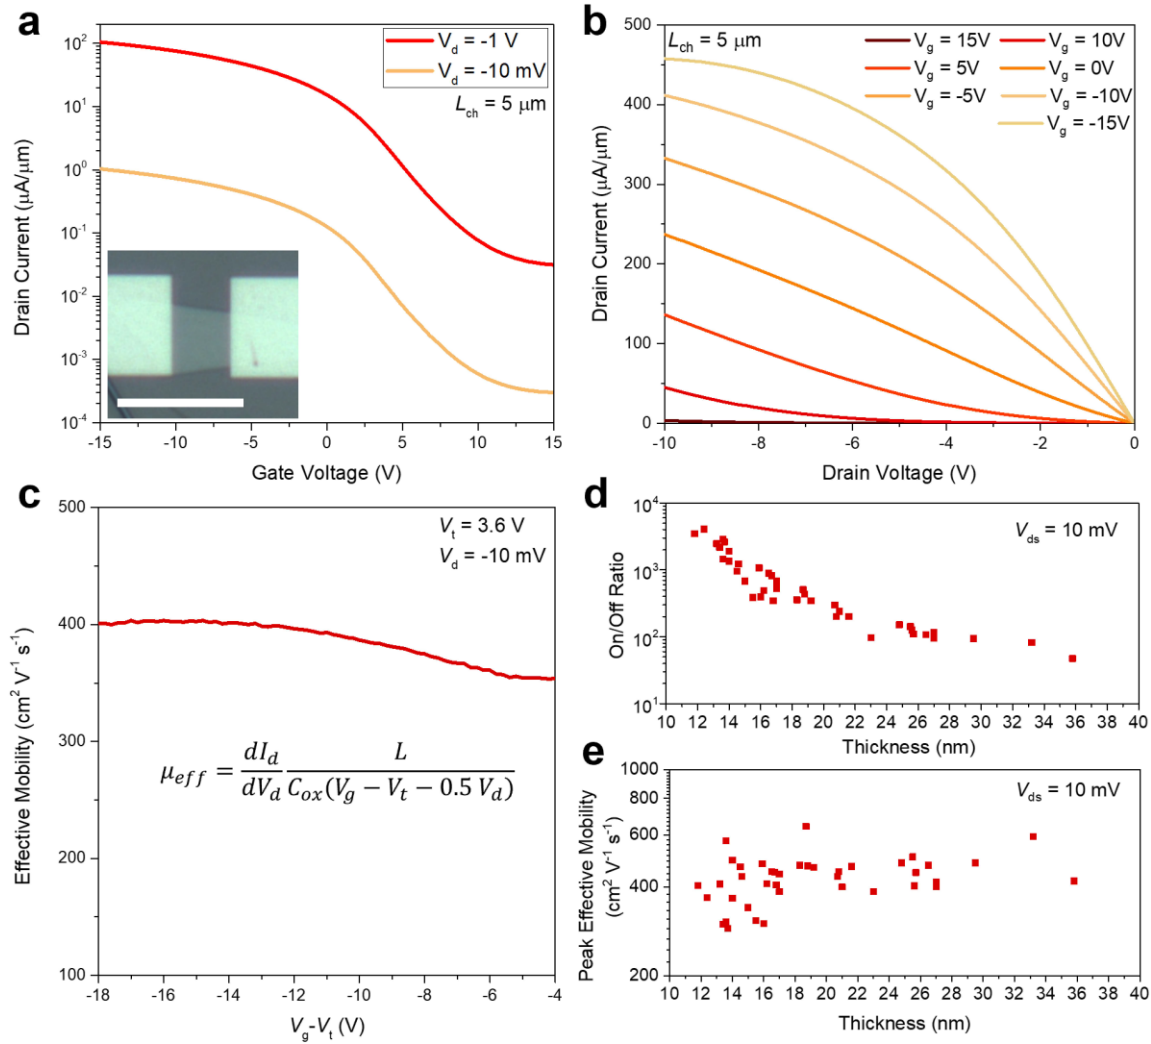 a
V_d = -1 V
V_d = -10 mV
L_ch = 5 μm
Drain Current (μA/μm)
10^2
10^1
10^0
10^-1
10^-2
10^-3
10^-4
-15
-10
-5
0
5
10
15
Gate Voltage (V)
b
L_ch = 5 μm
V_g = 15V
V_g = 10V
V_g = 5V
V_g = 0V
V_g = -5V
V_g = -10V
V_g = -15V
Drain Current (μA/μm)
500
400
300
200
100
0
-10
-8
-6
-4
-2
0
Drain Voltage (V)
c
V_t = 3.6 V
V_d = -10 mV
Effective Mobility (cm² V⁻¹ s⁻¹)
500
400
300
200
100
μ_eff = dI_d/dV_d L/C_ox(V_g − V_t − 0.5 V_d)
-18
-16
-14
-12
-10
-8
-6
-4
V_g-V_t (V)
d
V_ds = 10 mV
On/Off Ratio
10^4
10^3
10^2
10^1
10 12 14 16 18 20 22 24 26 28 30 32 34 36 38 40
Thickness (nm)
e
V_ds = 10 mV
Peak Effective Mobility
(cm² V⁻¹ s⁻¹)
1000
800
600
400
200
10 12 14 16 18 20 22 24 26 28 30 32 34 36 38 40
Thickness (nm)